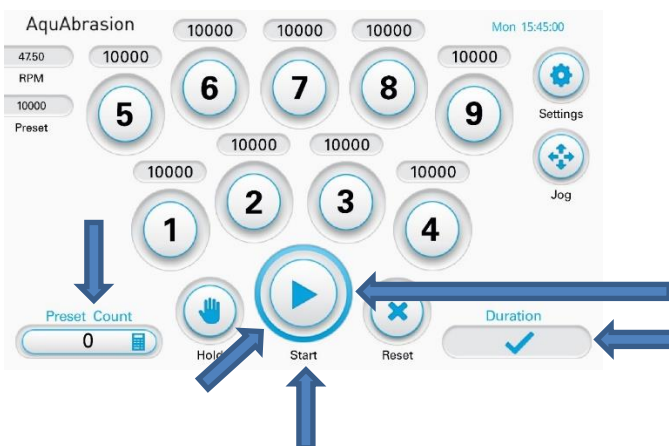 AquAbrasion
Mon 15:45:00
10000 10000 10000
47.50 10000 10000
RPM
6 7 8
10000
Preset
5 9
Settings
10000 10000
10000 10000
Jog
2 3
1 4
Preset Count Duration
0
Hold Start Reset